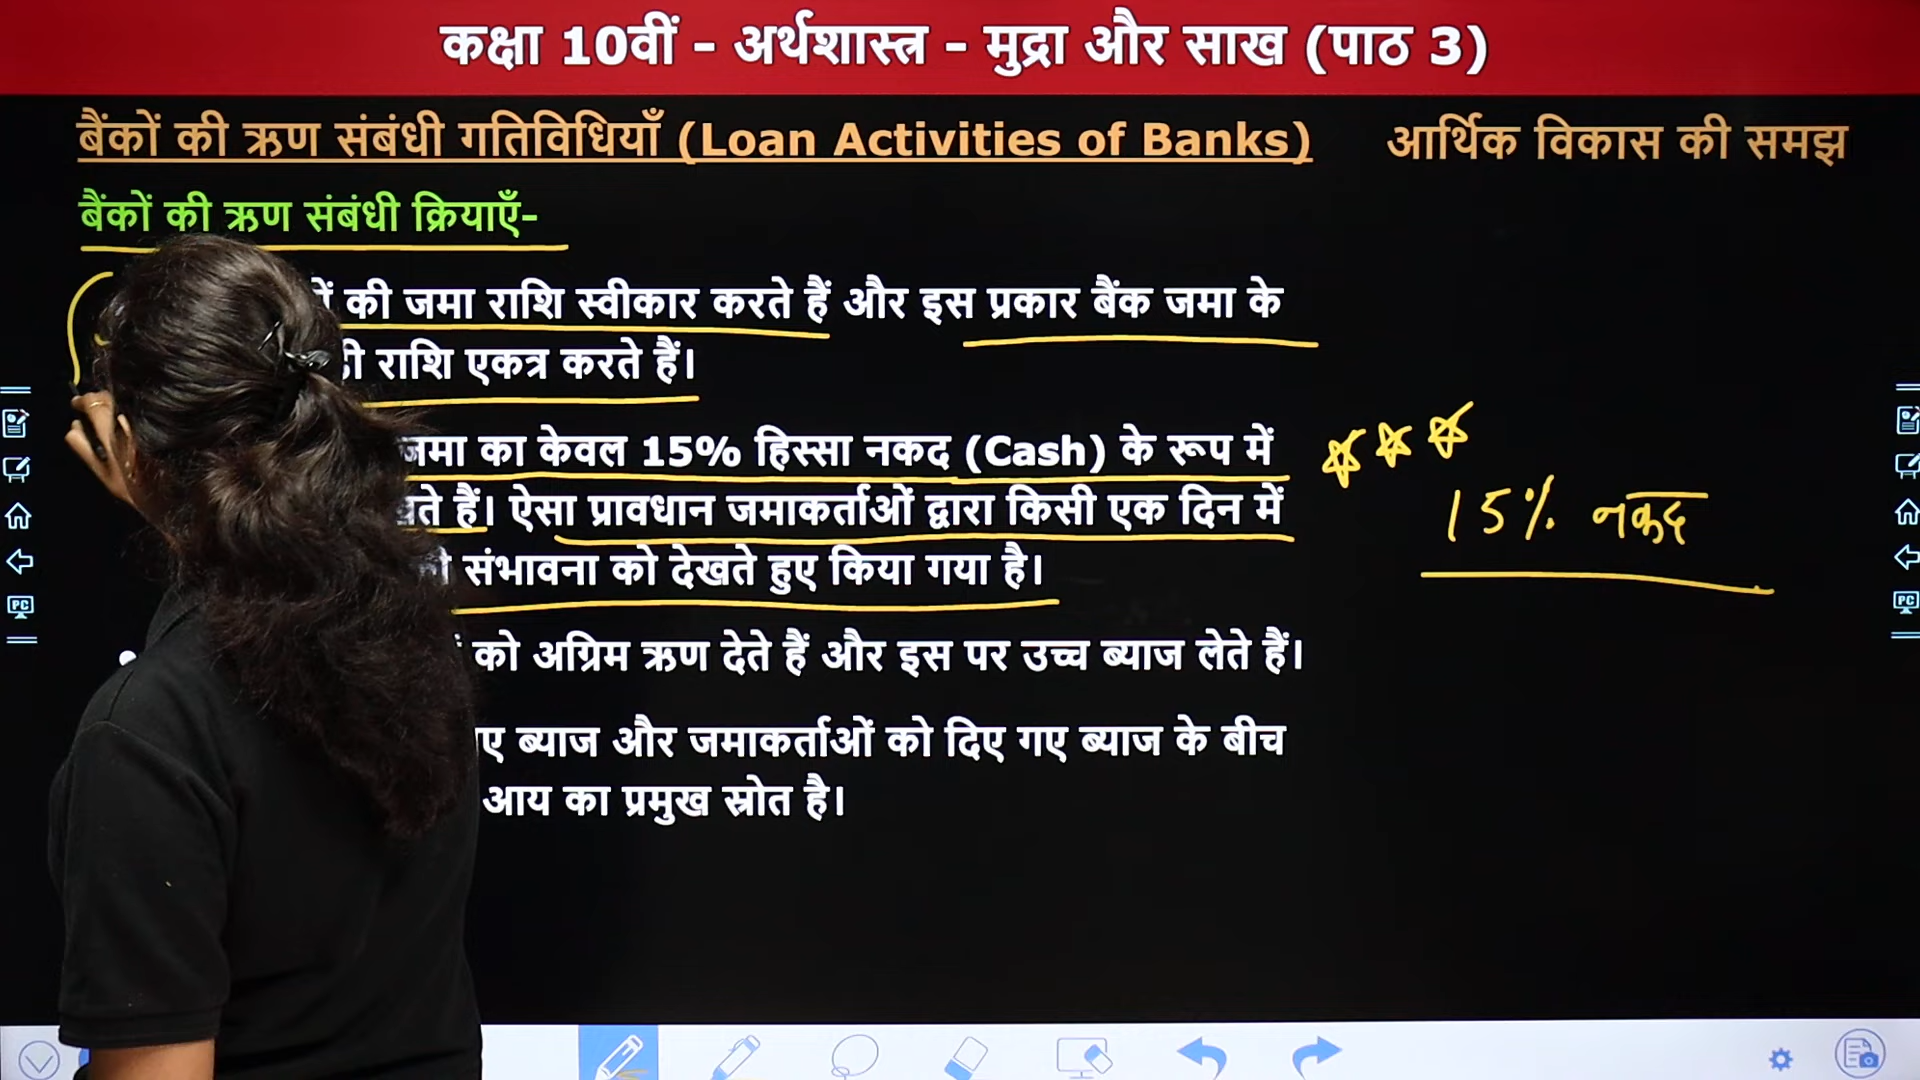 कक्षा 10वीं - अर्थशास्त्र - मुद्रा और साख (पाठ 3)
बैंकों की ऋण संबंधी गतिविधियाँ (Loan Activities of Banks) आर्थिक विकास की समझ
बैंकों की ऋण संबंधी क्रियाएँ-
की जमा राशि स्वीकार करते हैं और इस प्रकार बैंक जमा के
राशि एकत्र करते हैं।
जमा का केवल 15% हिस्सा नकद (Cash) के रूप में
हैं। ऐसा प्रावधान जमाकर्ताओं द्वारा किसी एक दिन में
संभावना को देखते हुए किया गया है।
15% नकद
को अग्रिम ऋण देते हैं और इस पर उच्च ब्याज लेते हैं।
ब्याज और जमाकर्ताओं को दिए गए ब्याज के बीच
आय का प्रमुख स्रोत है।
PC
PC